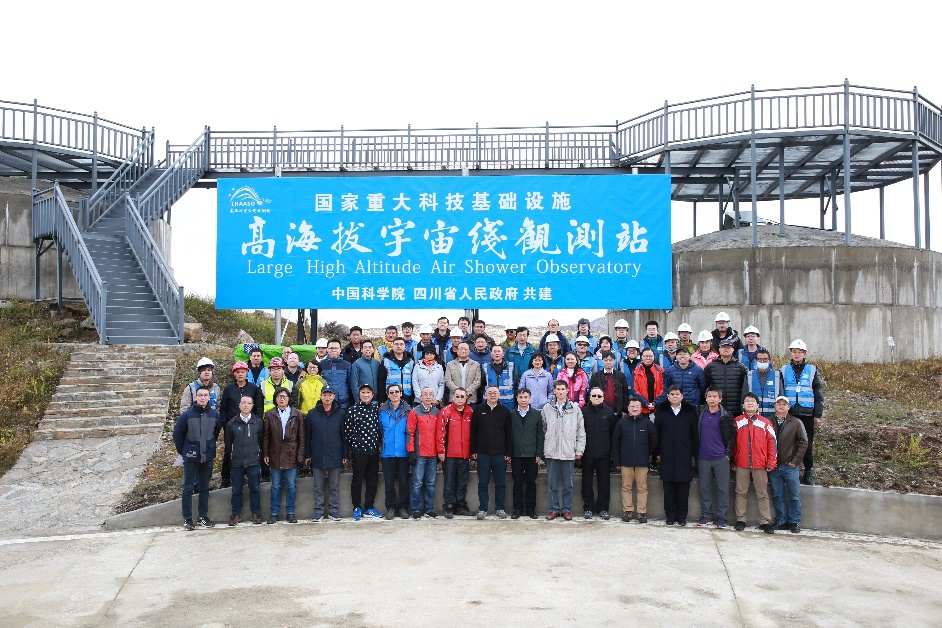 国家重大科技基础设施
LHAASO
高海拔宇宙线觀測站
Large High Altitude Air Shower Observatory
中国科学院 四川省人民政府 共建